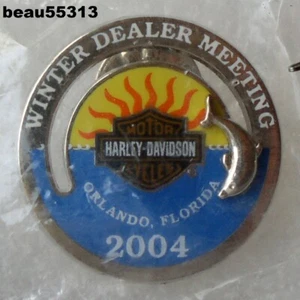 beau55313
WINTER DEALER MEETING
MOTOR
HARLEY-DAVIDSON
CYCLES
ORLANDO, FLORIDA
2004